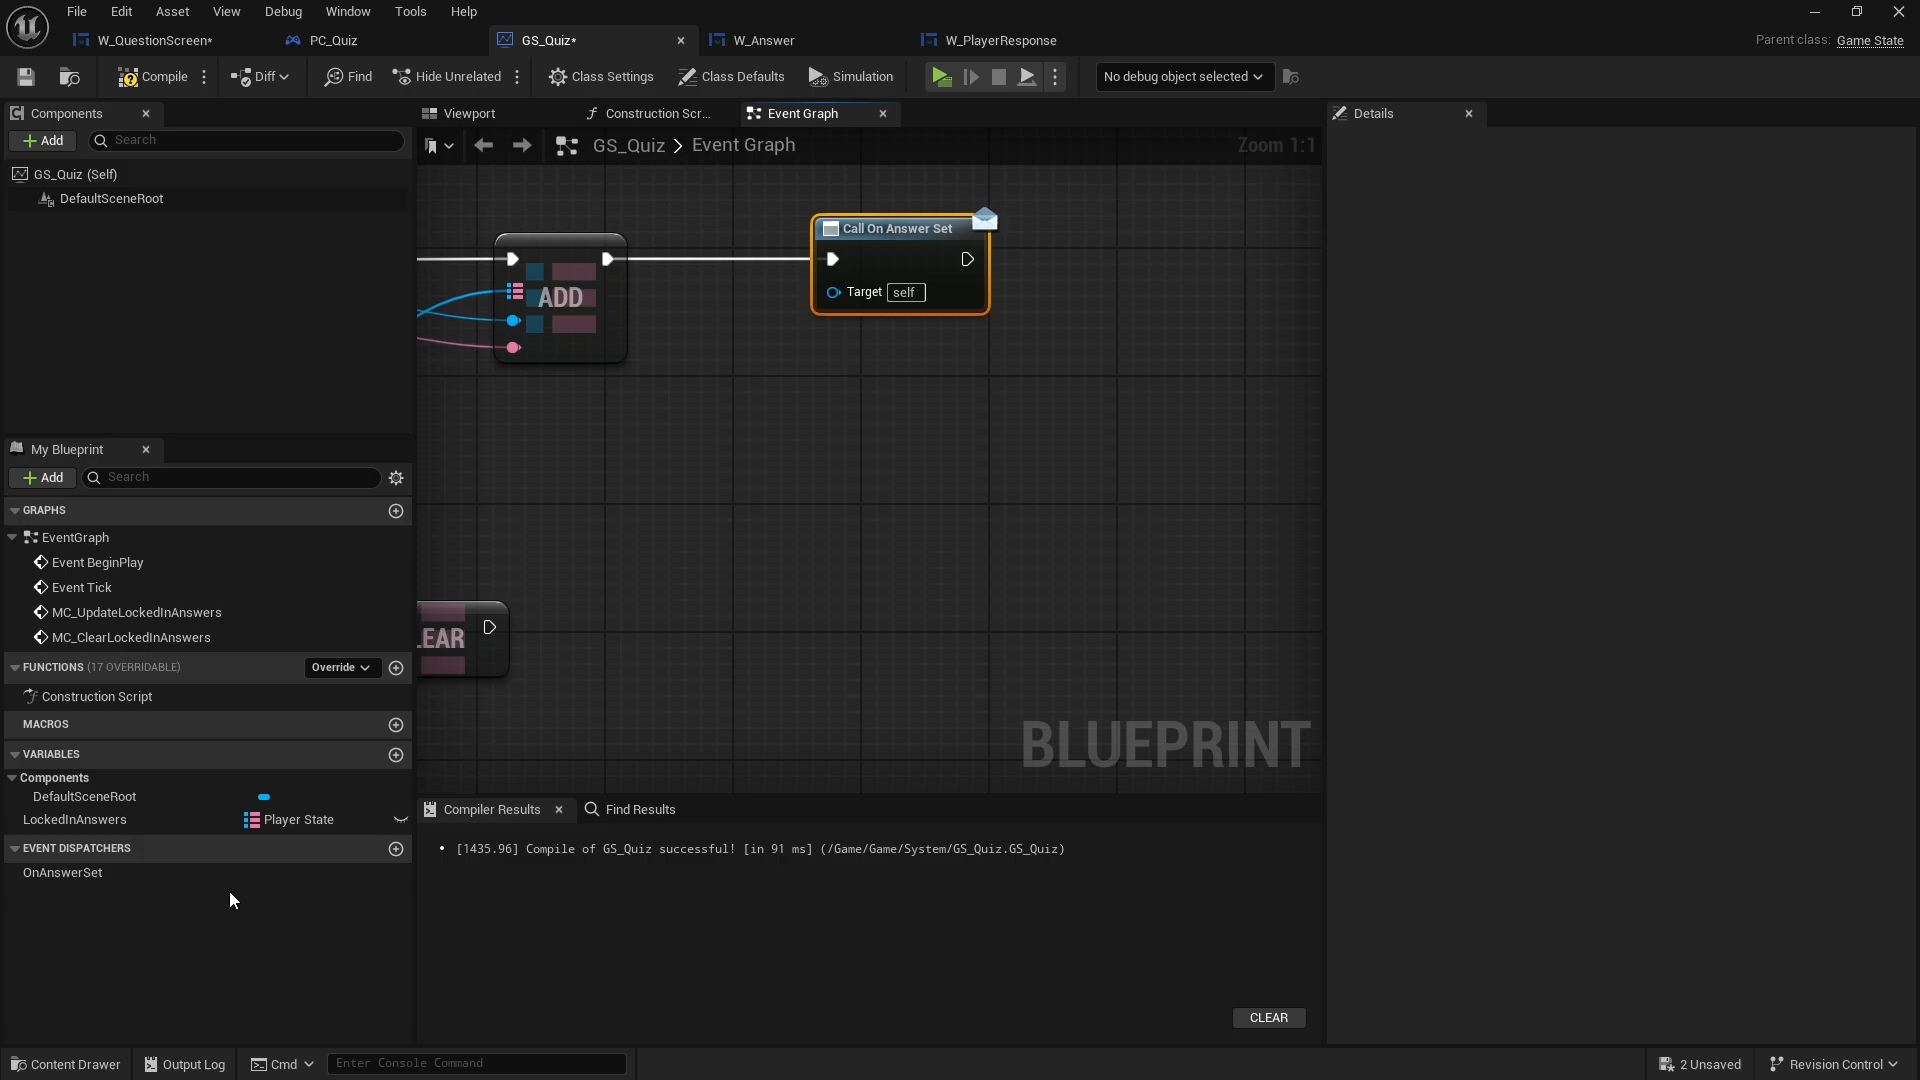 File Edit Asset View Debug Window Tools Help
W_QuestionScreen* PC_Quiz GS_Quiz* W_Answer W_PlayerResponse Parent class: Game State
Compile Diff Find Hide Unrelated Class Settings Class Defaults Simulation No debug object selected
Components
Add Search
GS_Quiz (Self)
DefaultSceneRoot
My Blueprint
Add Search
GRAPHS
EventGraph
Event BeginPlay
Event Tick
MC_UpdateLockedInAnswers
MC_ClearLockedInAnswers
FUNCTIONS (17 OVERRIDABLE) Override
Construction Script
MACROS
VARIABLES
Components
DefaultSceneRoot
LockedInAnswers Player State
EVENT DISPATCHERS
OnAnswerSet
Viewport Construction Scr... Event Graph
GS_Quiz > Event Graph Zoom 1:1
ADD
Call On Answer Set
Target self
LEAR
BLUEPRINT
Compiler Results Find Results
• [1435.96] Compile of GS_Quiz successful! [in 91 ms] (/Game/Game/System/GS_Quiz.GS_Quiz)
CLEAR
Details
Content Drawer Output Log Cmd Enter Console Command 2 Unsaved Revision Control